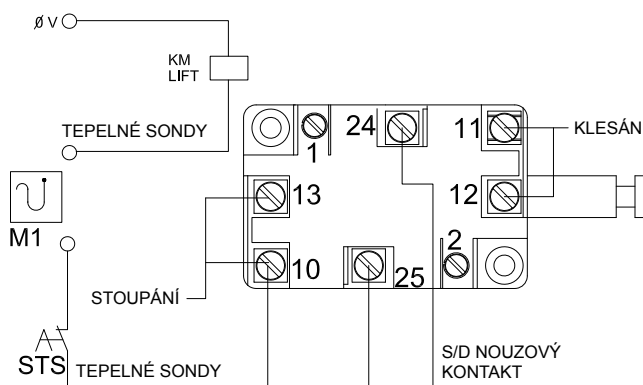 Ø V
KM
LIFT
TEPELNÉ SONDY
1
24
11
KLESÁN
13
12
M1
2
10
25
STOUPÁNÍ
STS
TEPELNÉ SONDY
S/D NOUZOVÝ
KONTAKT